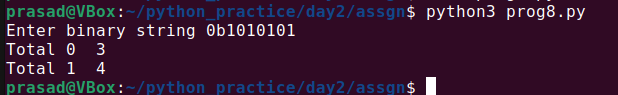 prasad@VBox:~/python_practice/day2/assgn$ python3 prog8.py
Enter binary string 0b1010101
Total 0  3
Total 1  4
prasad@VBox:~/python_practice/day2/assgn$